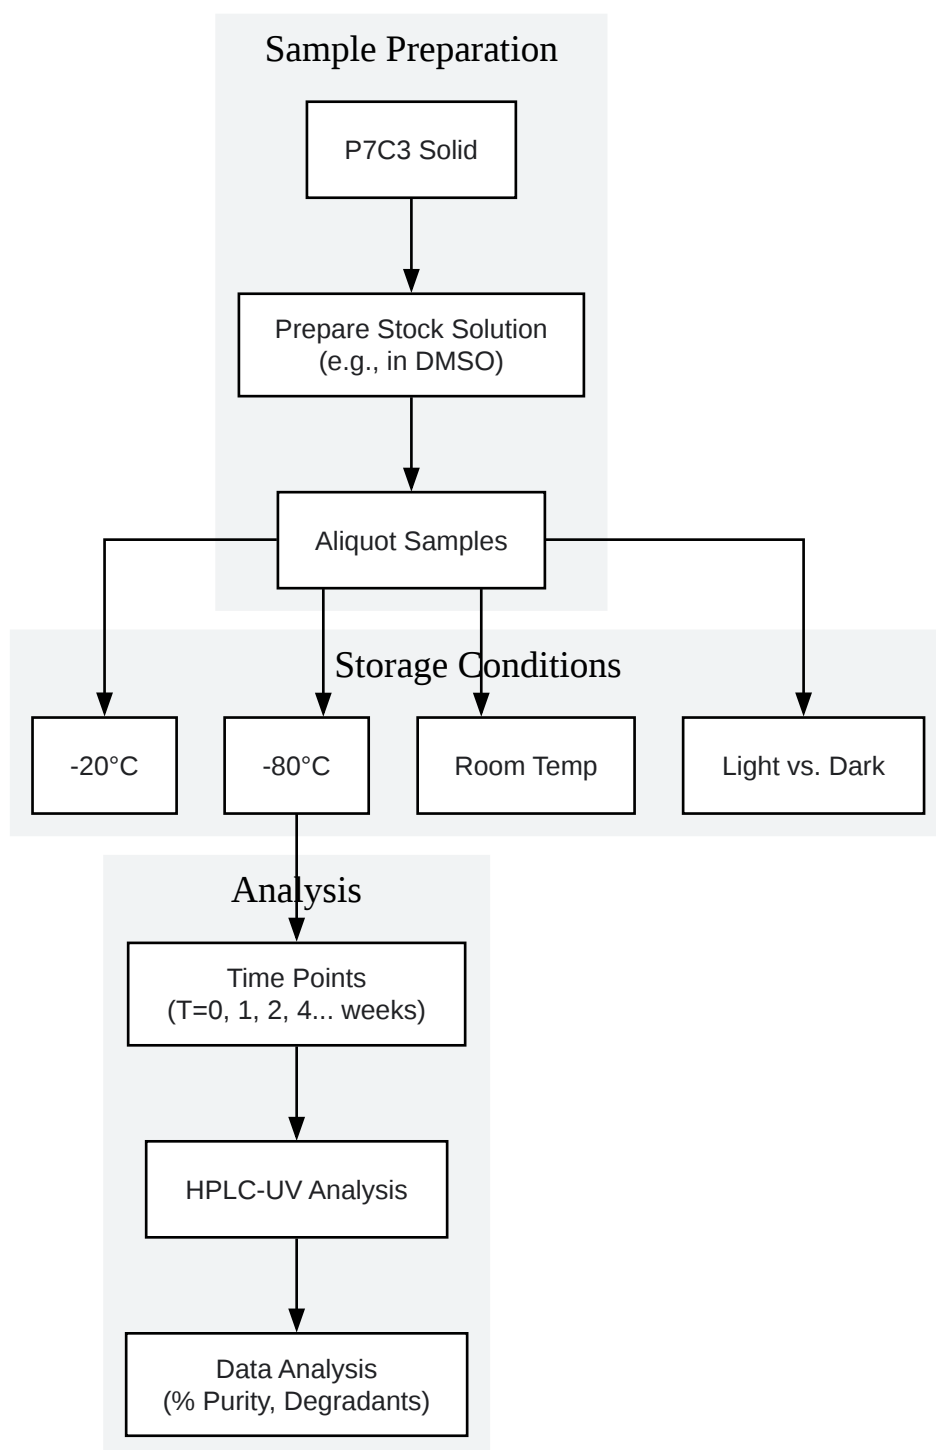 Sample Preparation
P7C3 Solid
Prepare Stock Solution
(e.g., in DMSO)
Aliquot Samples
Storage Conditions
-20°C
-80°C
Room Temp
Light vs. Dark
Analysis
Time Points
(T=0, 1, 2, 4... weeks)
HPLC-UV Analysis
Data Analysis
(% Purity, Degradants)